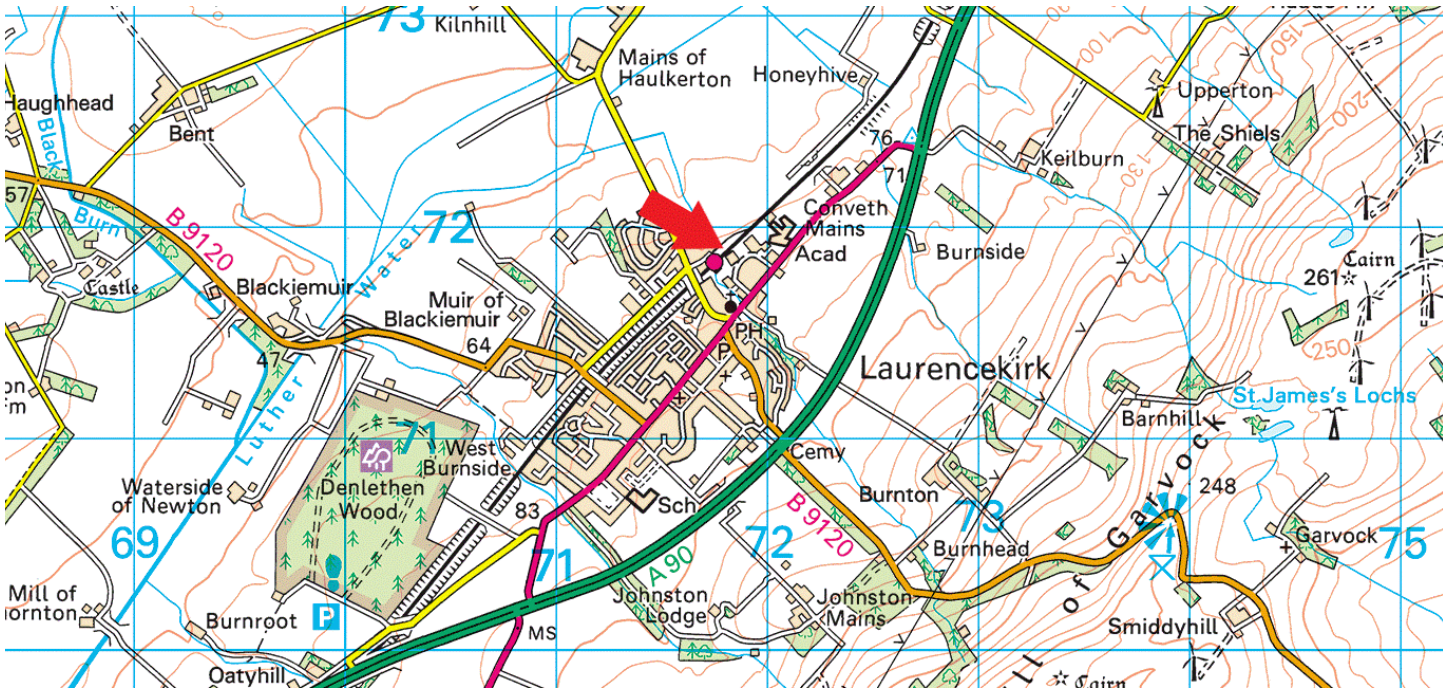 73
Kilnhill
Mains of
Haulkerton
Honeyhive
100
150
Upperton
200
Haughhead
Bent
Black
Burn
57
B 9120
The Shiels
76
71
Keilburn
130
Conveth
Mains
Acad
Burnside
72
Water
Castle
Blackiemuir
Muir of
Blackiemuir
64
47
Luther
PH
P
Laurencekirk
261
Cairn
250
St.James's Lochs
Barnhill
71
West
Burnside
Denlethen
Wood
Waterside
of Newton
83
Sch
Cemy
B 9120
Burnton
73
Hill of Garvock
248
Garvock
75
69
71
72
A 90
Burnhead
Mill of
Burnroot
P
Johnston
Lodge
Johnston
Mains
MS
Smiddyhill
Oatyhill
Cairn